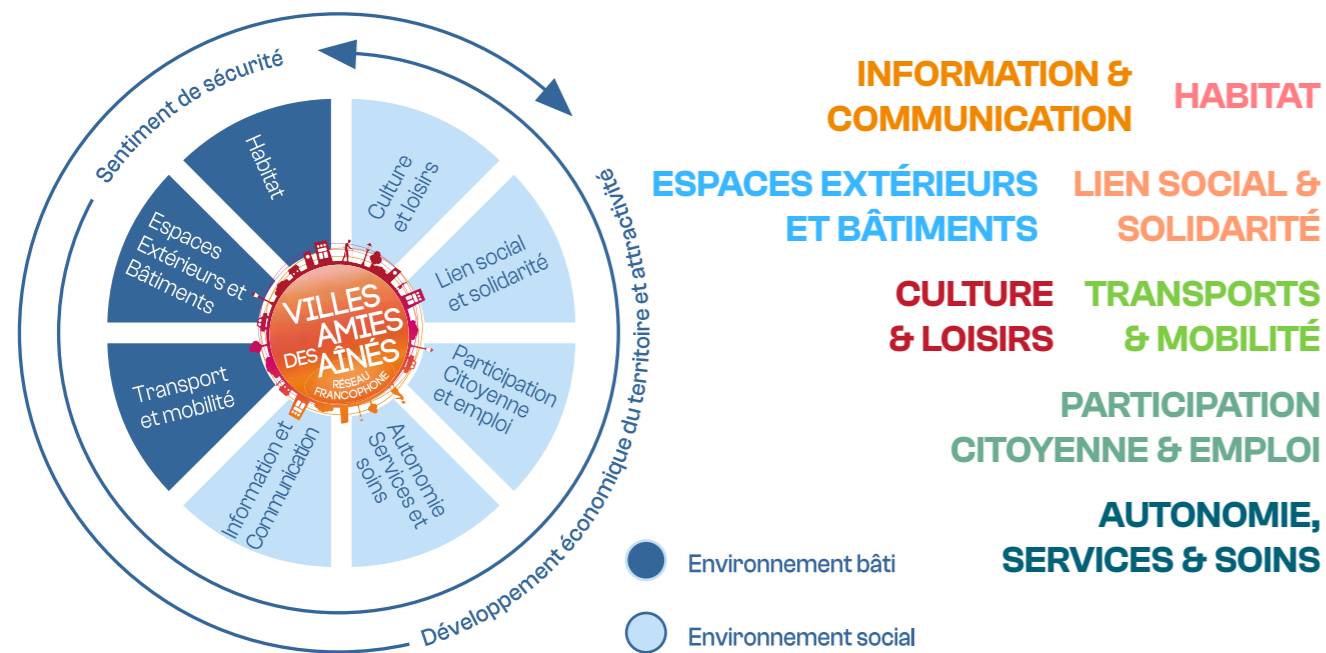 Sentiment de sécurité
Développement économique du territoire et attractivité
Habitat
Culture
et loisirs
Lien social
et solidarité
Participation
Citoyenne
et emploi
Autonomie
Services et
soins
Information et
Communication
Transport
et mobilité
Espaces
Extérieurs et
Bâtiments
VILLES
AMIES
DES AÎNÉS
RÉSEAU
FRANCOPHONE
Environnement bâti
Environnement social
INFORMATION &
COMMUNICATION
HABITAT
ESPACES EXTÉRIEURS
ET BÂTIMENTS
LIEN SOCIAL &
SOLIDARITÉ
CULTURE
& LOISIRS
TRANSPORTS
& MOBILITÉ
PARTICIPATION
CITOYENNE & EMPLOI
AUTONOMIE,
SERVICES & SOINS